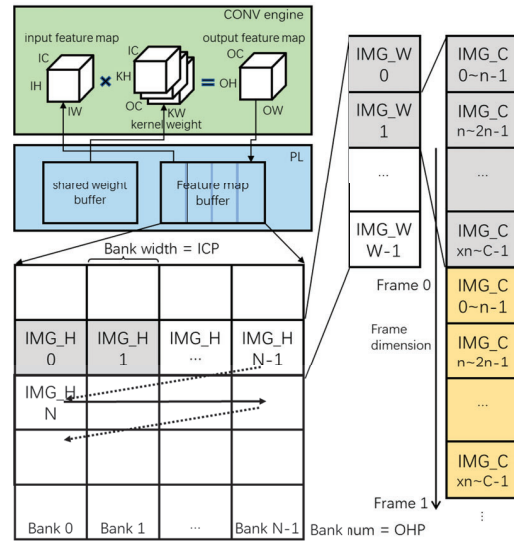 CONV engine
input feature map
IC
IH
IW
IC
KH
OC
KW
kernel weight
output feature map
OC
OH
OW
PL
shared weight
buffer
Feature map
buffer
Bank width = ICP
IMG_H
0
IMG_H
1
IMG_H
...
IMG_H
N-1
IMG_H
N
Bank 0
Bank 1
...
Bank N-1
Bank num = OHP
IMG_W
0
IMG_W
1
...
IMG_W
W-1
Frame 0
Frame
dimension
Frame 1
IMG_C
0~n-1
IMG_C
n~2n-1
...
IMG_C
xn~C-1
IMG_C
0~n-1
IMG_C
n~2n-1
...
IMG_C
xn~C-1
⋮